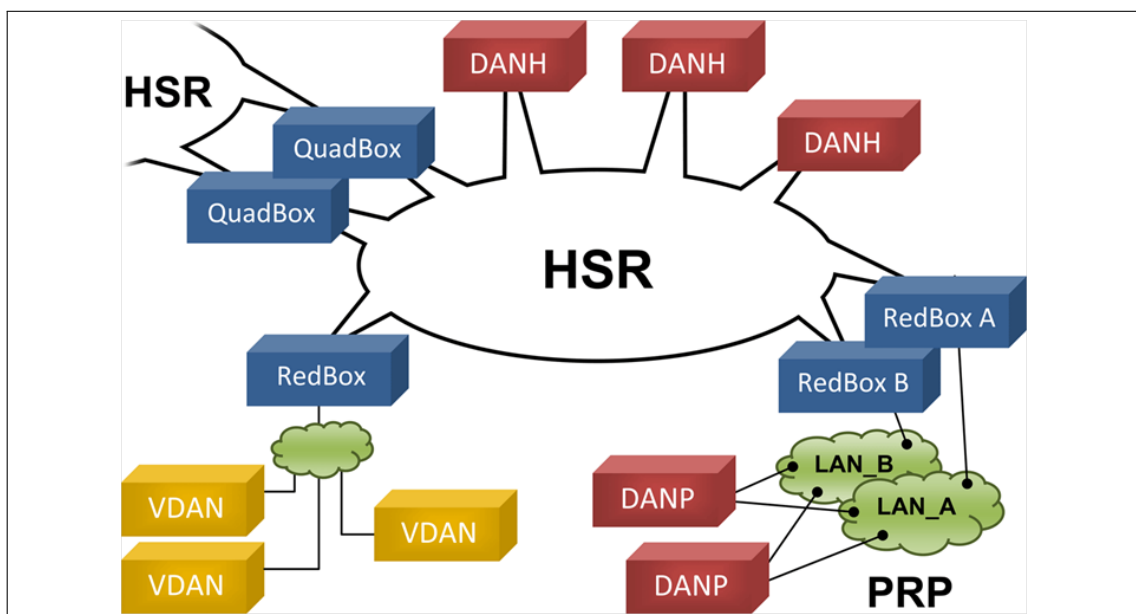 DANH
DANH
HSR
DANH
QuadBox
QuadBox
HSR
RedBox A
RedBox
RedBox B
LAN_B
VDAN
DANP
LAN_A
VDAN
VDAN
DANP
PRP